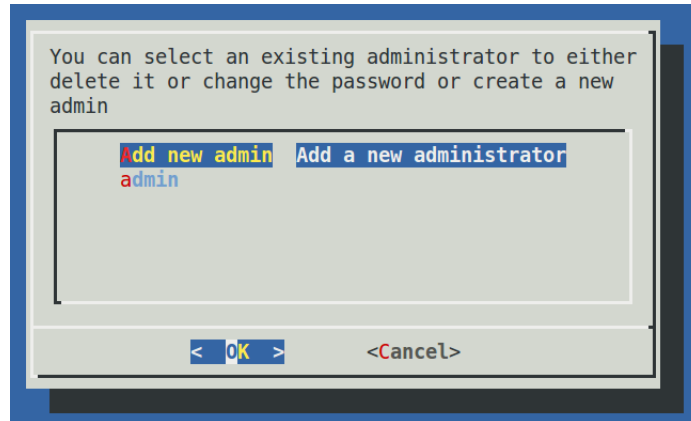 You can select an existing administrator to either
delete it or change the password or create a new
admin
Add new admin  Add a new administrator
admin
<  OK  >  <Cancel>